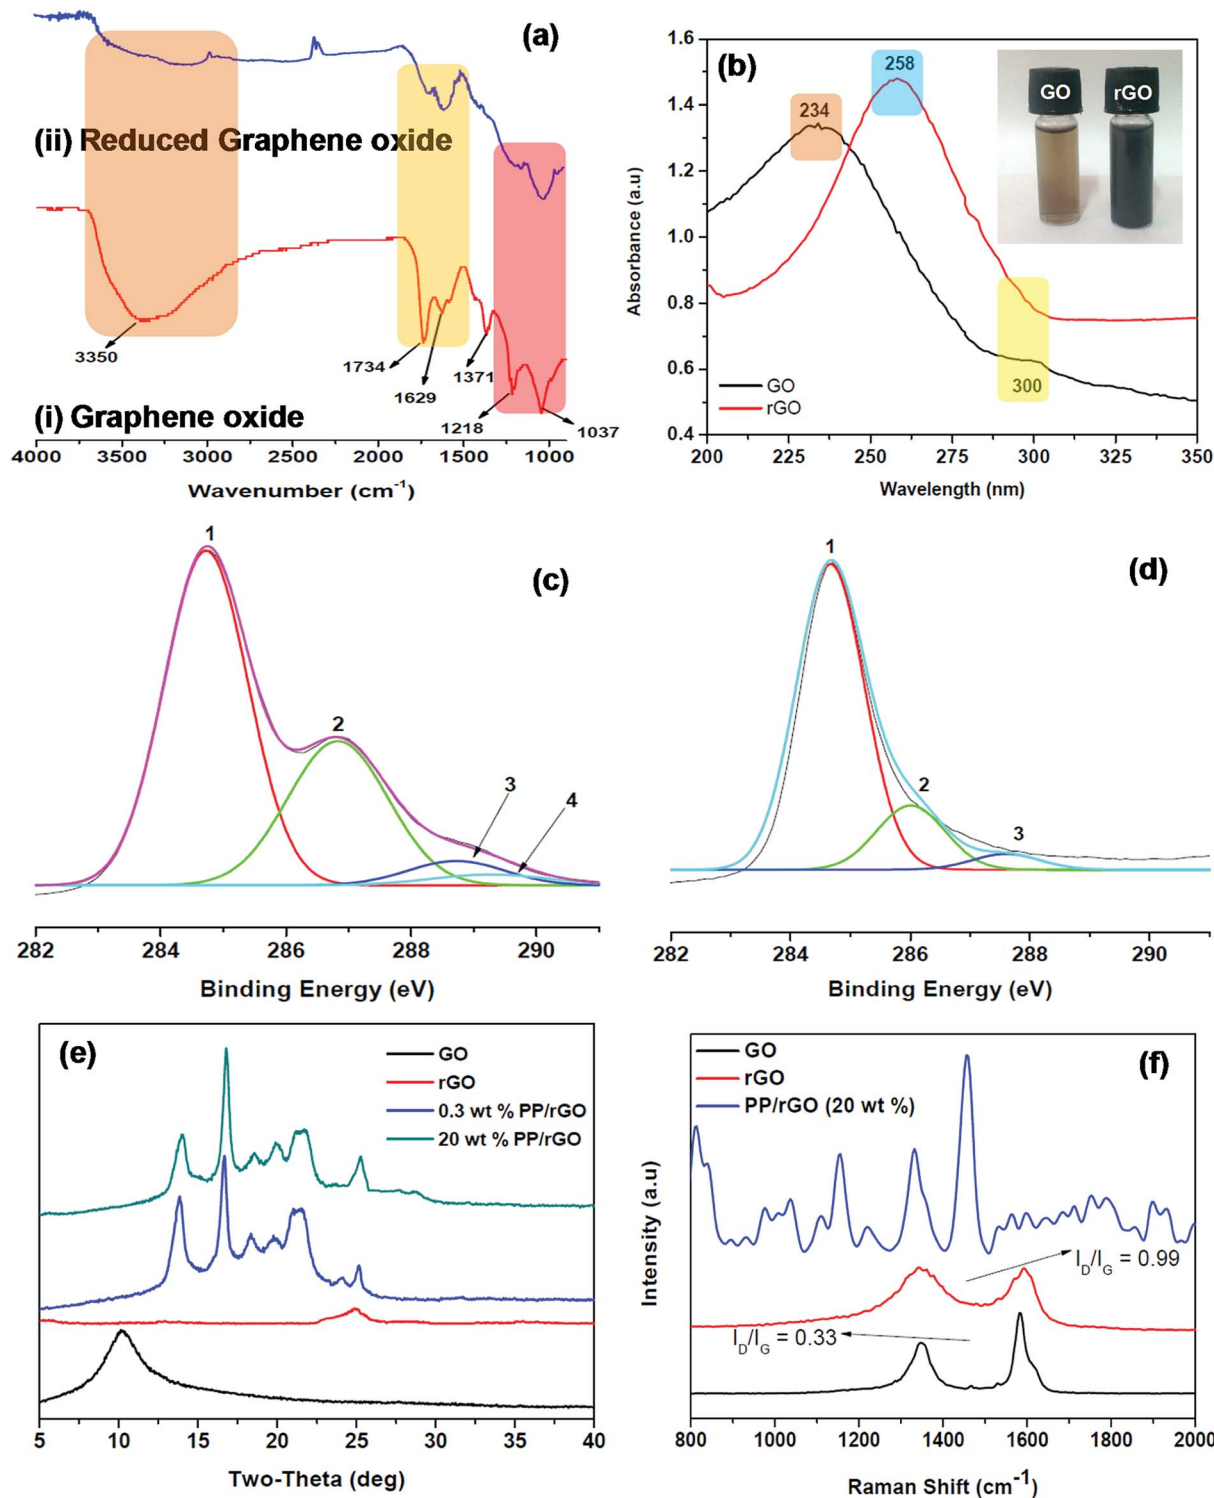 (a)
(ii) Reduced Graphene oxide
3350
1734
1629
1371
1218
1037
(i) Graphene oxide
4000 3500 3000 2500 2000 1500 1000
Wavenumber (cm-1)
(b)
234
258
300
GO
rGO
GO
rGO
1.6
1.4
1.2
1.0
0.8
0.6
0.4
Absorbance (a.u)
200 225 250 275 300 325 350
Wavelength (nm)
(c)
1
2
3
4
282 284 286 288 290
Binding Energy (eV)
(d)
1
2
3
282 284 286 288 290
Binding Energy (eV)
(e)
GO
rGO
0.3 wt % PP/rGO
20 wt % PP/rGO
5 10 15 20 25 30 35 40
Two-Theta (deg)
(f)
GO
rGO
PP/rGO (20 wt %)
ID/IG = 0.99
ID/IG = 0.33
Intensity (a.u)
800 1000 1200 1400 1600 1800 2000
Raman Shift (cm-1)